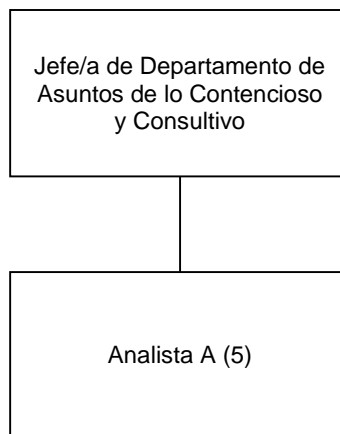 Jefe/a de Departamento de
Asuntos de lo Contencioso
y Consultivo
Analista A (5)